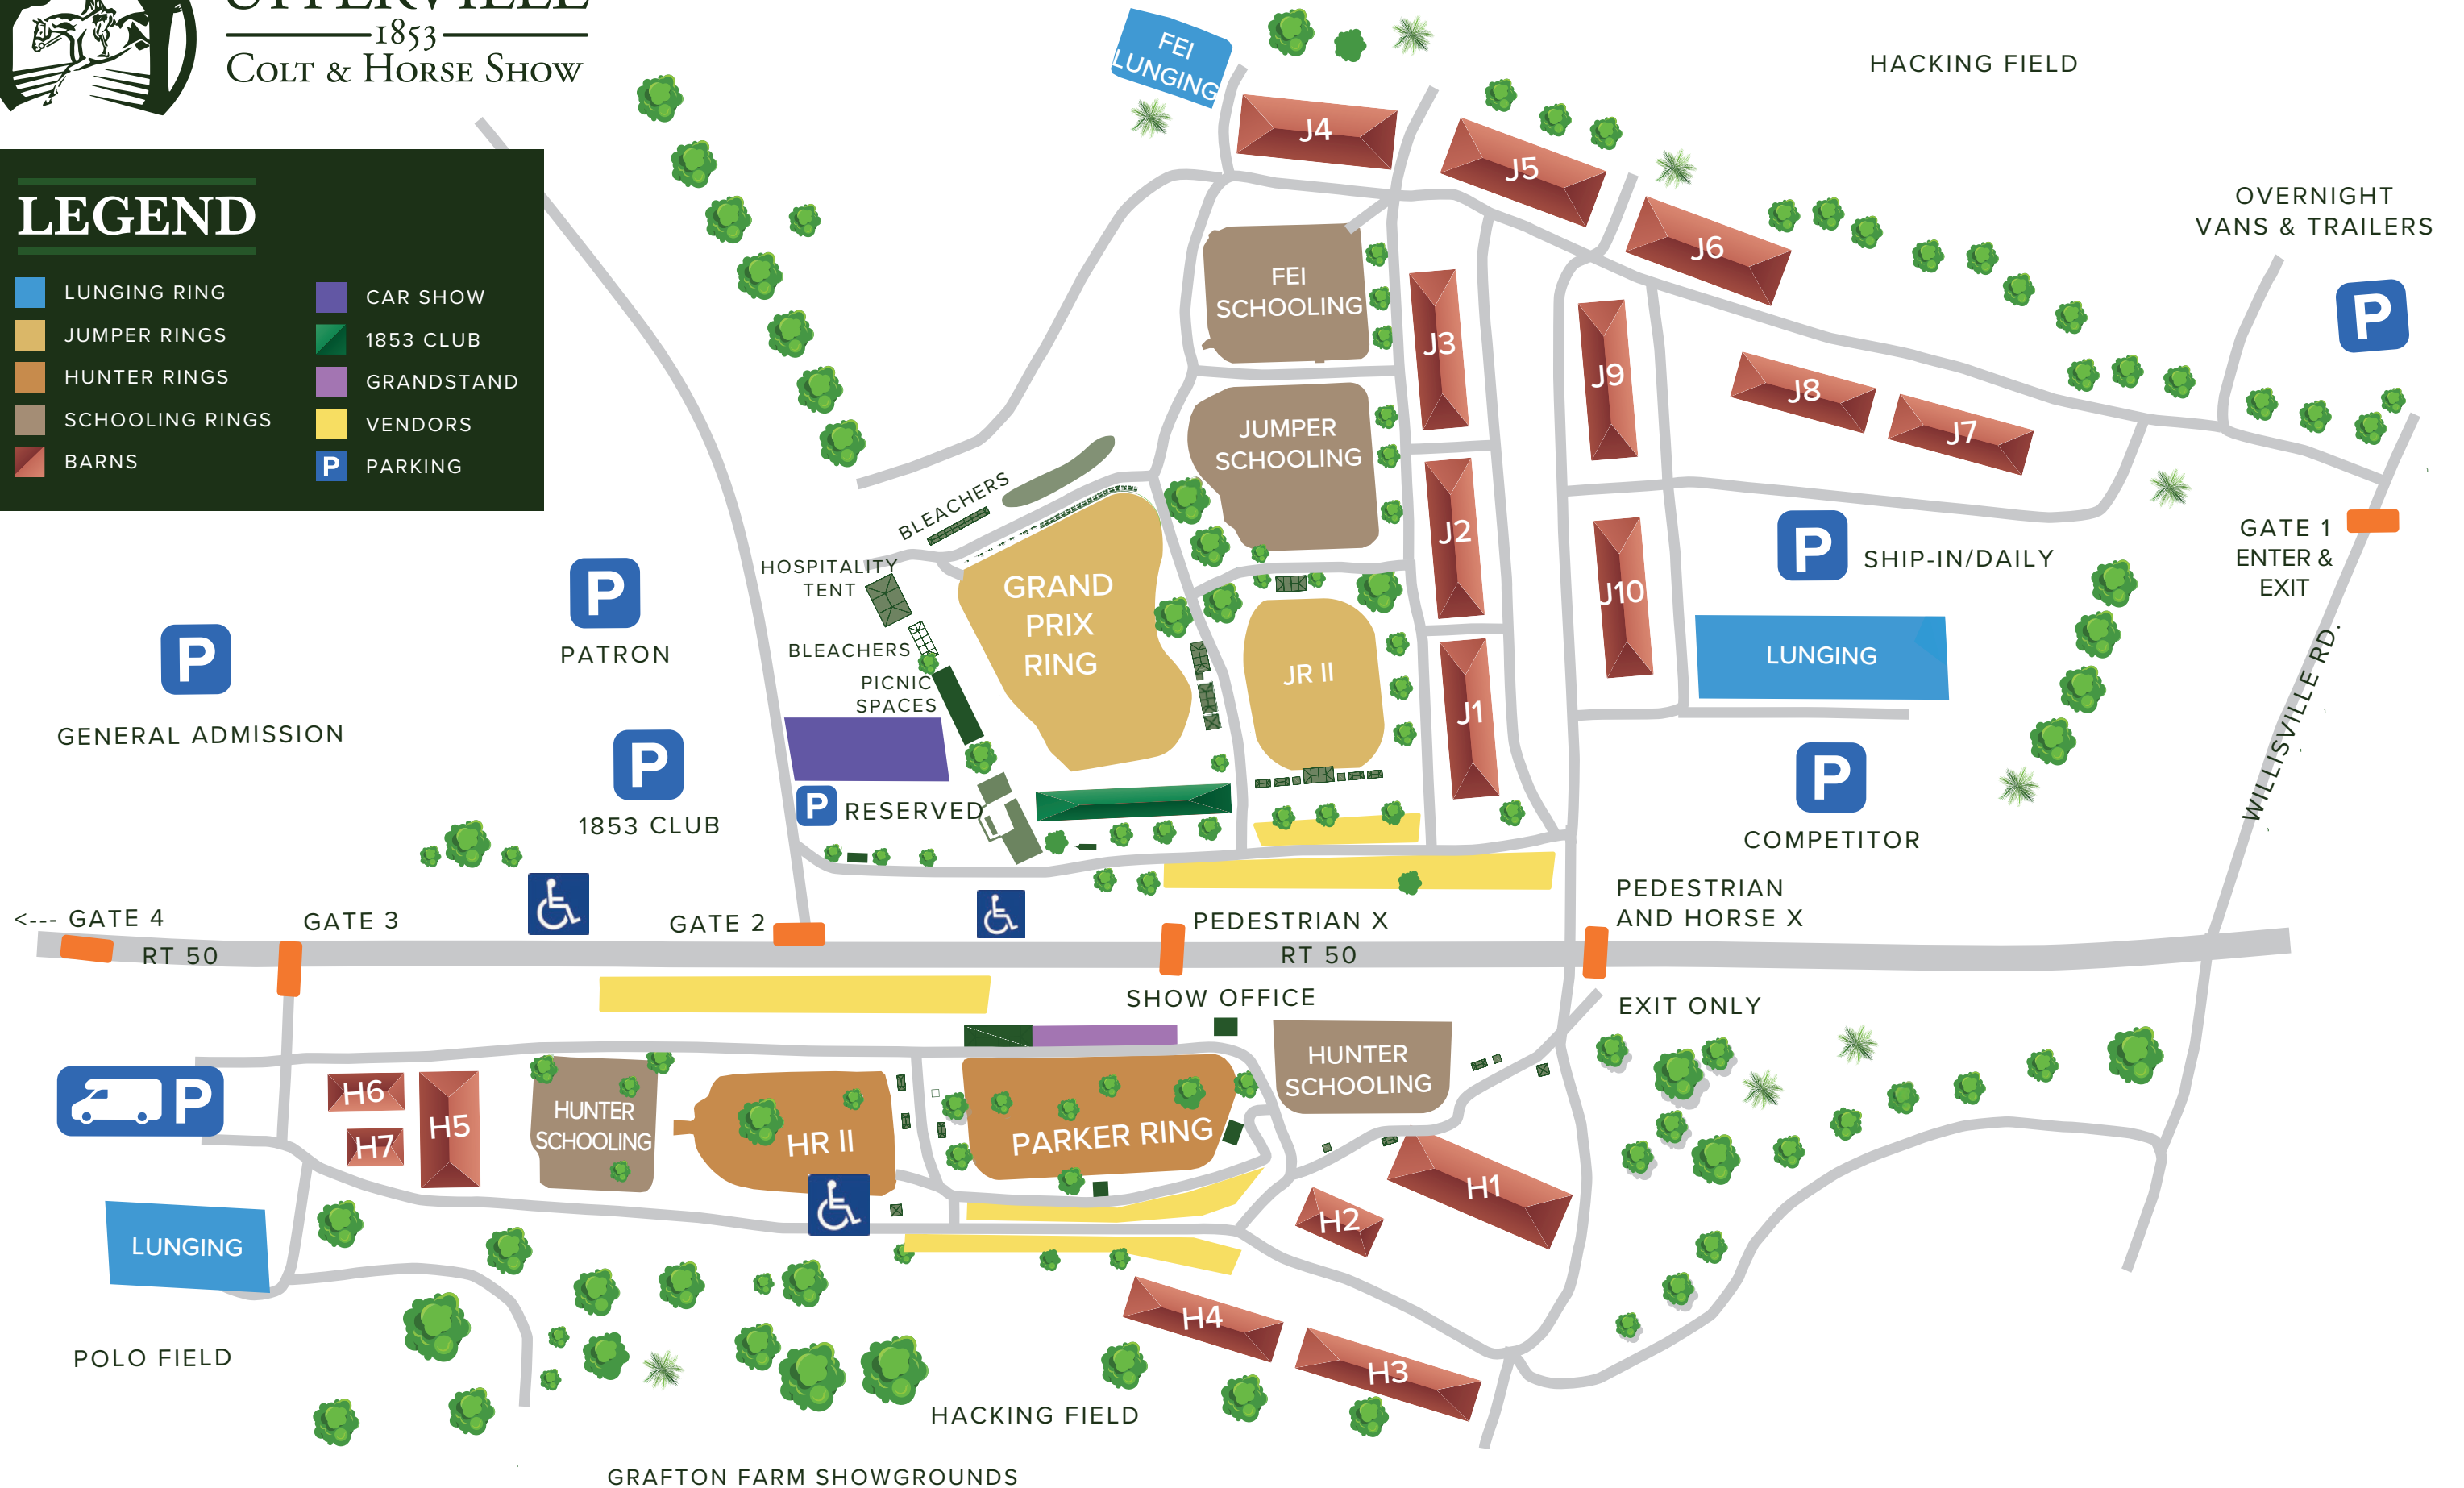 UPPERVILLE
1853
COLT & HORSE SHOW
LEGEND
LUNGING RING
JUMPER RINGS
HUNTER RINGS
SCHOOLING RINGS
BARNS
CAR SHOW
1853 CLUB
GRANDSTAND
VENDORS
P PARKING
FEI
LUNGING
HACKING FIELD
J4
J5
J6
OVERNIGHT
VANS & TRAILERS
P
FEI
SCHOOLING
J3
J9
J8
J7
JUMPER
SCHOOLING
BLEACHERS
GATE 1
ENTER &
EXIT
J2
P
SHIP-IN/DAILY
HOSPITALITY
TENT
GRAND
PRIX
RING
J10
P
PATRON
P
GENERAL ADMISSION
BLEACHERS
PICNIC
SPACES
JR II
J1
LUNGING
WILLISVILLE RD.
P
1853 CLUB
P RESERVED
P
COMPETITOR
<--- GATE 4
GATE 3
GATE 2
PEDESTRIAN X
PEDESTRIAN
AND HORSE X
RT 50
RT 50
SHOW OFFICE
EXIT ONLY
P
H6
H7
H5
HUNTER
SCHOOLING
HR II
PARKER RING
HUNTER
SCHOOLING
H1
H2
H4
H3
LUNGING
POLO FIELD
HACKING FIELD
GRAFTON FARM SHOWGROUNDS